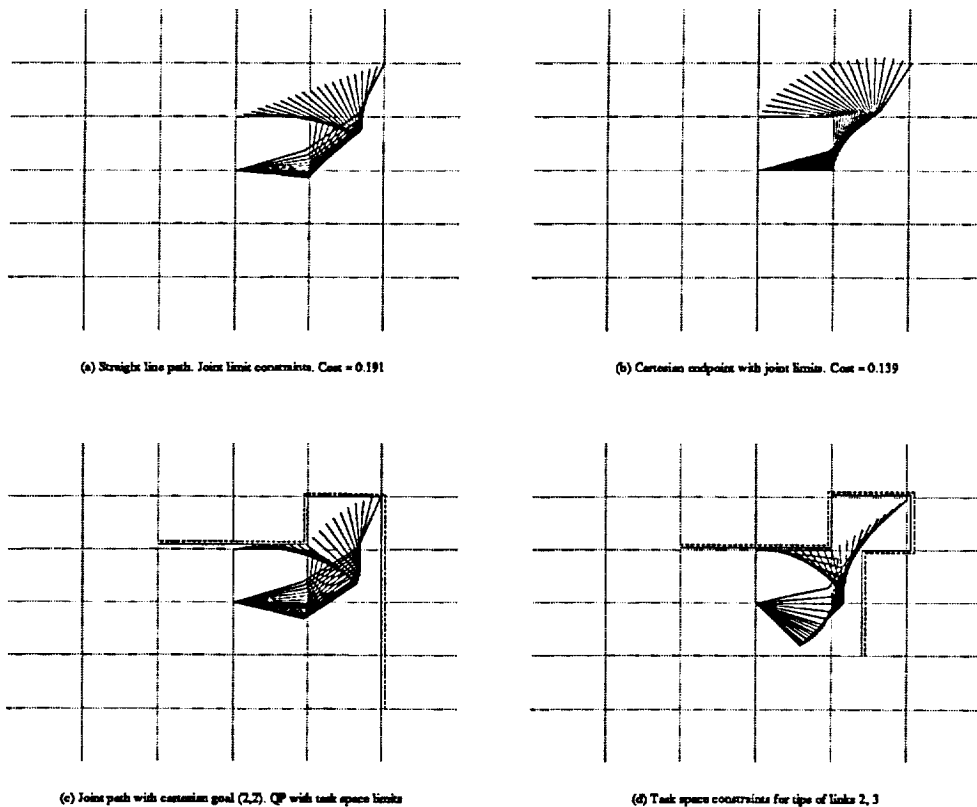 (a) Straight line path. Joint limit constraints. Cost = 0.191
(b) Cartesian endpoint with joint limits. Cost = 0.139
(c) Joint path with cartesian goal (2,2). QP with task space limits
(d) Task space constraints for tips of links 2, 3